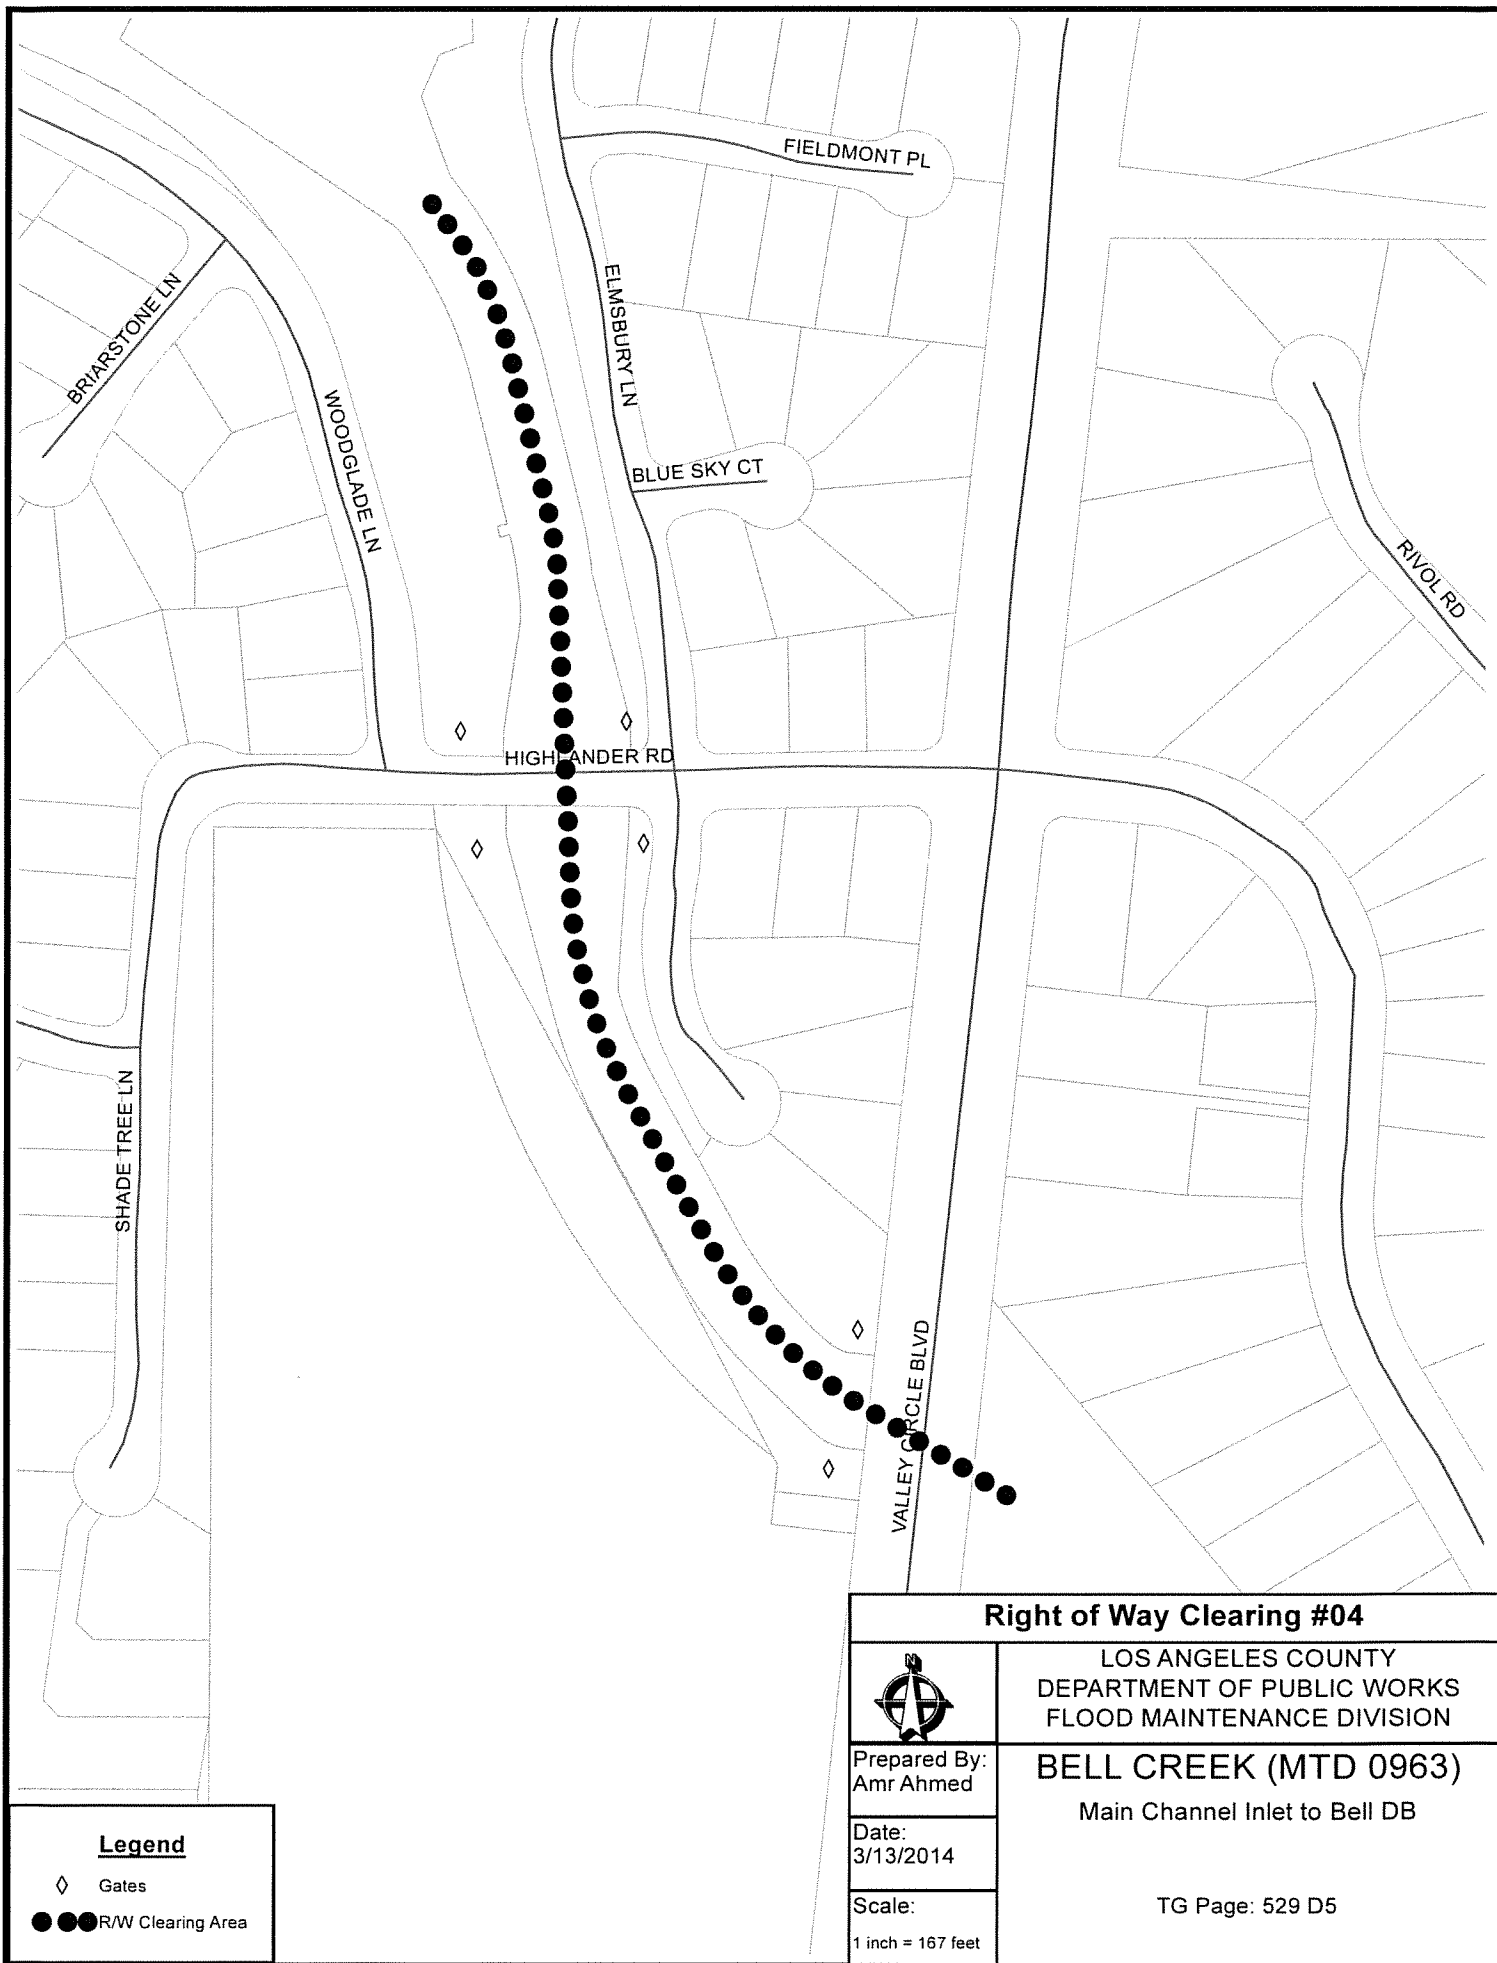 FIELDMONT PL
ELMSBURY LN
BRIARSTONE LN
WOODGLADE LN
BLUE SKY CT
RIVOL RD
HIGHLANDER RD
SHADE TREE LN
VALLEY CIRCLE BLVD
Right of Way Clearing #04
N
LOS ANGELES COUNTY
DEPARTMENT OF PUBLIC WORKS
FLOOD MAINTENANCE DIVISION
Prepared By:
Amr Ahmed
BELL CREEK (MTD 0963)
Main Channel Inlet to Bell DB
Date:
3/13/2014
Scale:
1 inch = 167 feet
TG Page: 529 D5
Legend
Gates
R/W Clearing Area